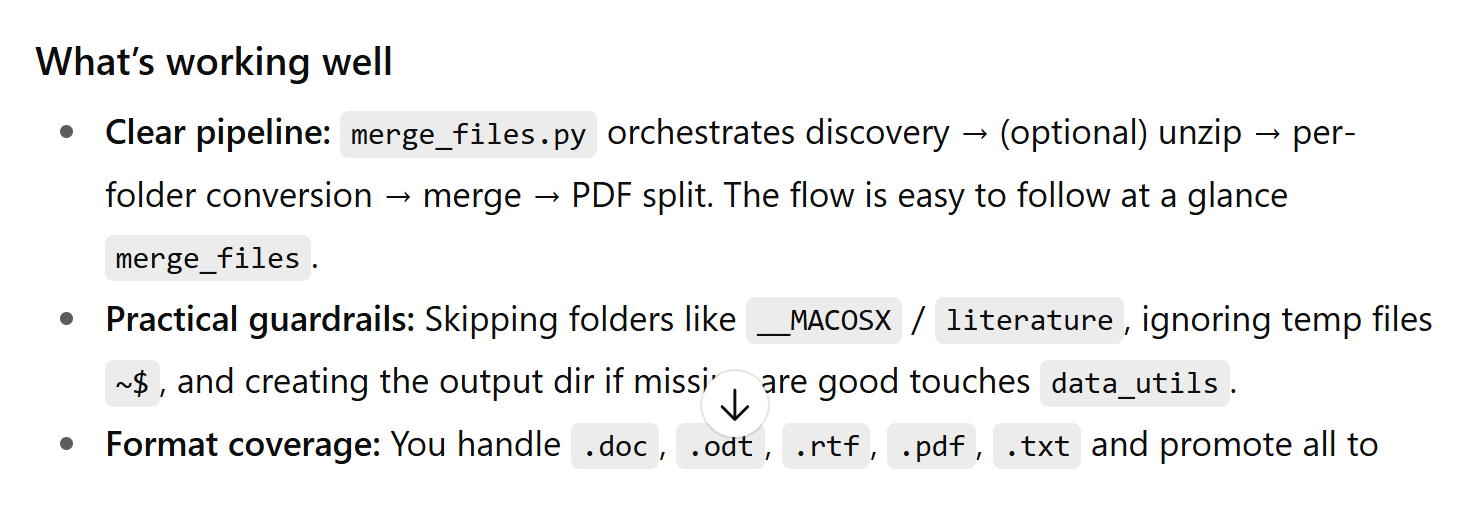 What's working well
Clear pipeline: merge_files.py orchestrates discovery → (optional) unzip → per-
folder conversion → merge → PDF split. The flow is easy to follow at a glance
merge_files.
Practical guardrails: Skipping folders like __MACOSX / literature, ignoring temp files
~$, and creating the output dir if are good touches data_utils.
Format coverage: You handle .doc, .odt, .rtf, .pdf, .txt and promote all to